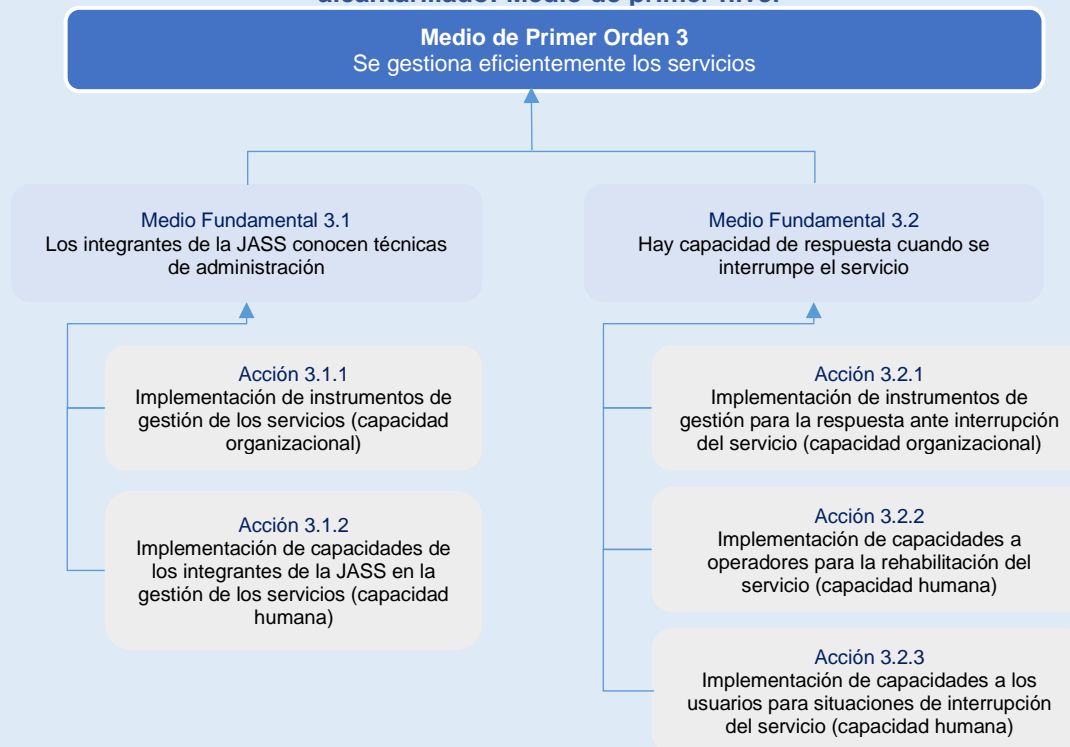 alcantarillado: Medio de primer nivel
Medio de Primer Orden 3
Se gestiona eficientemente los servicios
Medio Fundamental 3.1
Los integrantes de la JASS conocen técnicas
de administración
Medio Fundamental 3.2
Hay capacidad de respuesta cuando se
interrumpe el servicio
Acción 3.1.1
Implementación de instrumentos de
gestión de los servicios (capacidad
organizacional)
Acción 3.1.2
Implementación de capacidades de
los integrantes de la JASS en la
gestión de los servicios (capacidad
humana)
Acción 3.2.1
Implementación de instrumentos de
gestión para la respuesta ante interrupción
del servicio (capacidad organizacional)
Acción 3.2.2
Implementación de capacidades a
operadores para la rehabilitación del
servicio (capacidad humana)
Acción 3.2.3
Implementación de capacidades a los
usuarios para situaciones de interrupción
del servicio (capacidad humana)